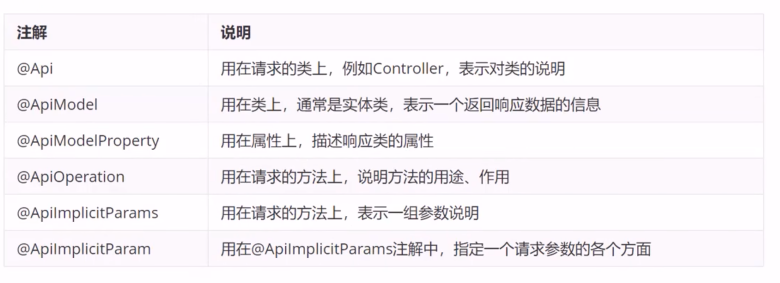 注解 说明
@Api 用在请求的类上，例如Controller，表示对类的说明
@ApiModel 用在类上，通常是实体类，表示一个返回响应数据的信息
@ApiModelProperty 用在属性上，描述响应类的属性
@ApiOperation 用在请求的方法上，说明方法的用途、作用
@ApiImplicitParams 用在请求的方法上，表示一组参数说明
@ApiImplicitParam 用在@ApiImplicitParams注解中，指定一个请求参数的各个方面